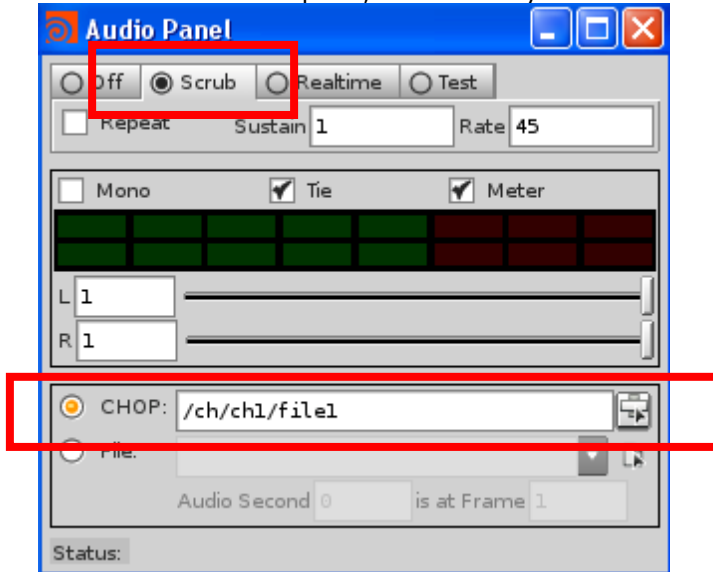 Audio Panel
Off Scrub Realtime Test
Repeat Sustain 1 Rate 45
Mono Tie Meter
L 1
R 1
CHOP: /ch/ch1/file1
File:
Audio Second 0 is at Frame 1
Status: